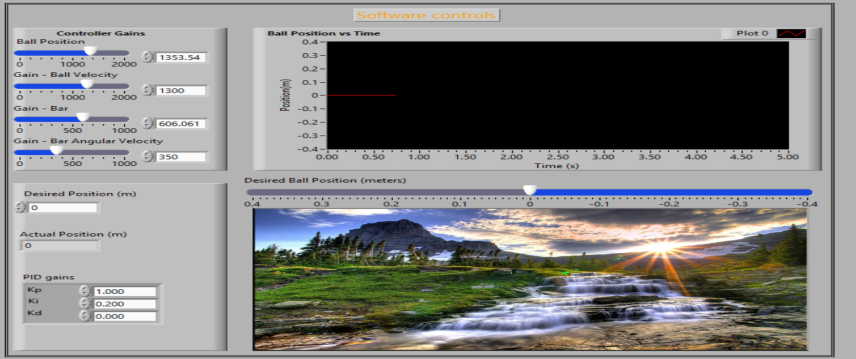 Software controls
Controller Gains
Ball Position
0 1000 2000
1353.54
Gain - Ball Velocity
0 1000 2000
1300
Gain - Bar
0 500 1000
606.061
Gain - Bar Angular Velocity
0 500 1000
350
Ball Position vs Time
Plot 0
Position(m)
0.4
0.3
0.2
0.1
0
-0.1
-0.2
-0.3
-0.4
0.00 0.50 1.00 1.50 2.00 2.50 3.00 3.50 4.00 4.50 5.00
Time (s)
Desired Position (m)
0
Actual Position (m)
0
PID gains
Kp 1.000
Ki 0.200
Kd 0.000
Desired Ball Position (meters)
0.4 0.3 0.2 0.1 0 -0.1 -0.2 -0.3 -0.4